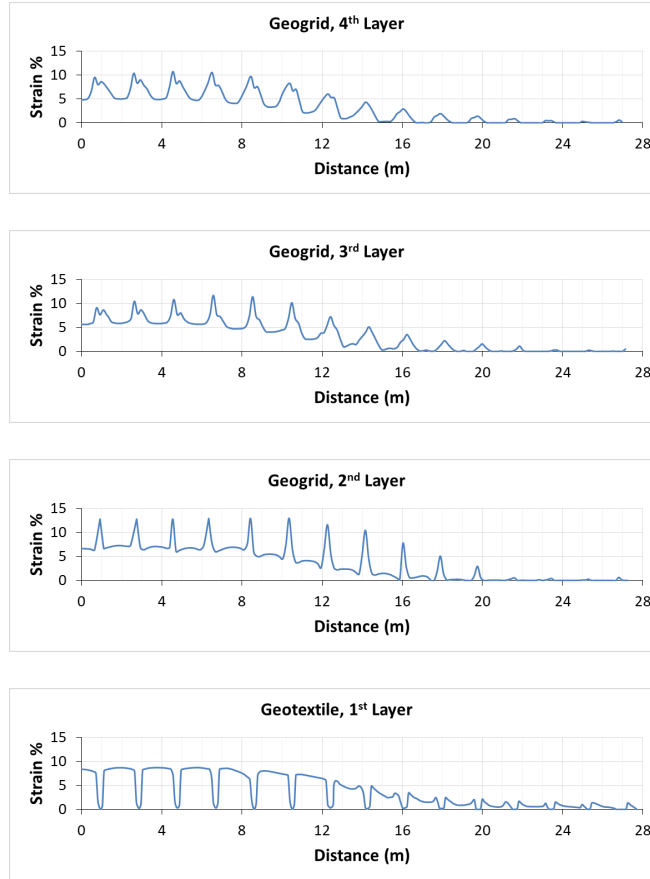 Geogrid, 4th Layer
15
10
5
0
Strain %
0 4 8 12 16 20 24 28
Distance (m)
Geogrid, 3rd Layer
15
10
5
0
Strain %
0 4 8 12 16 20 24 28
Distance (m)
Geogrid, 2nd Layer
15
10
5
0
Strain %
0 4 8 12 16 20 24 28
Distance (m)
Geotextile, 1st Layer
15
10
5
0
Strain %
0 4 8 12 16 20 24 28
Distance (m)